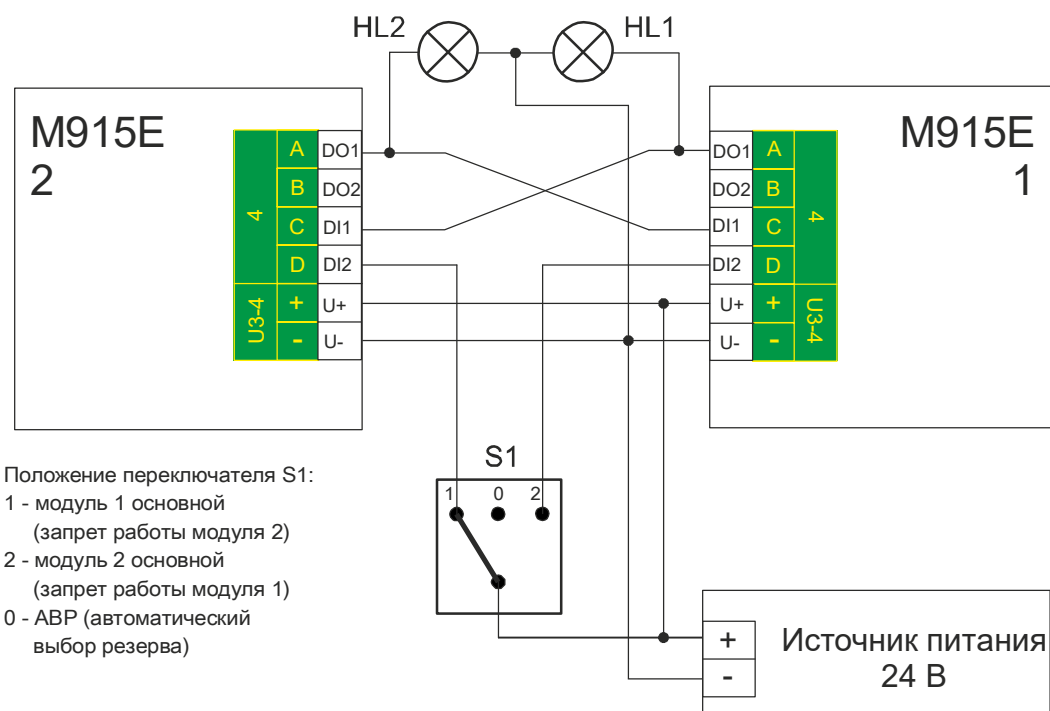 HL2
HL1
M915E
2
4
U3-4
A
B
C
D
+
-
DO1
DO2
DI1
DI2
U+
U-
DO1
DO2
DI1
DI2
U+
U-
A
B
C
D
+
-
4
U3-4
M915E
1
Положение переключателя S1:
1 - модуль 1 основной
(запрет работы модуля 2)
2 - модуль 2 основной
(запрет работы модуля 1)
0 - АВР (автоматический
выбор резерва)
S1
1 0 2
+
-
Источник питания
24 В